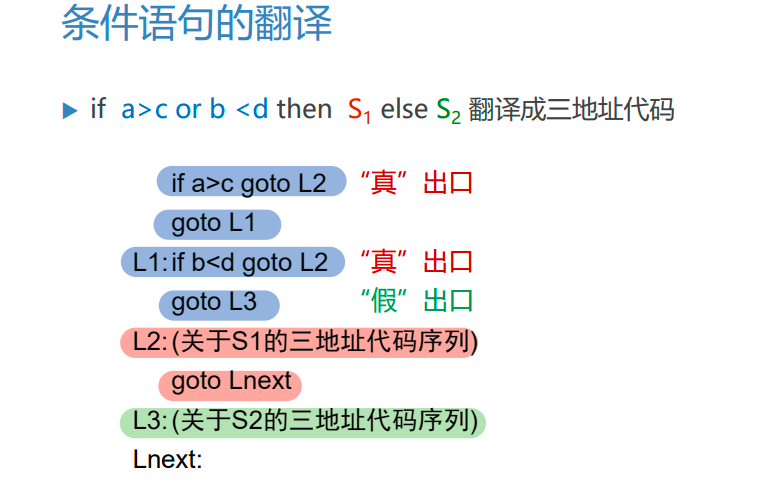 条件语句的翻译
if a>c or b <d then S₁ else S₂ 翻译成三地址代码
if a>c goto L2 “真”出口
goto L1
L1: if b<d goto L2 “真”出口
goto L3 “假”出口
L2: (关于S1的三地址代码序列)
goto Lnext
L3: (关于S2的三地址代码序列)
Lnext: